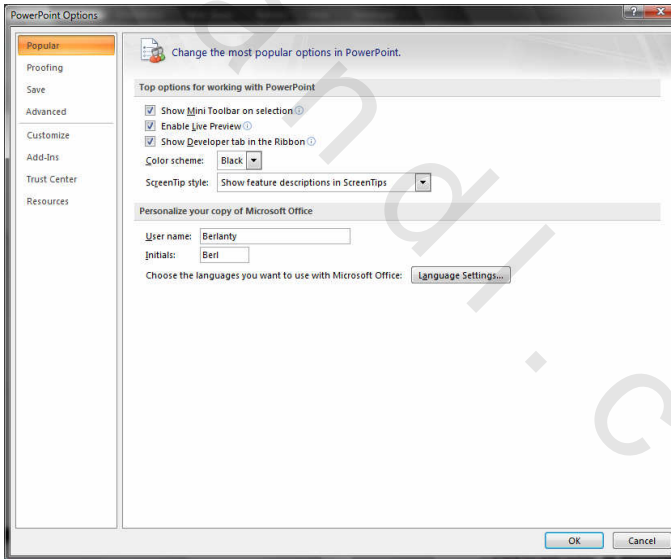 PowerPoint Options
Popular
Proofing
Save
Advanced
Customize
Add-Ins
Trust Center
Resources
Change the most popular options in PowerPoint.
Top options for working with PowerPoint
Show Mini Toolbar on selection
Enable Live Preview
Show Developer tab in the Ribbon
Color scheme: Black
ScreenTip style: Show feature descriptions in ScreenTips
Personalize your copy of Microsoft Office
User name: Berlanty
Initials: Berl
Choose the languages you want to use with Microsoft Office: Language Settings...
OK Cancel